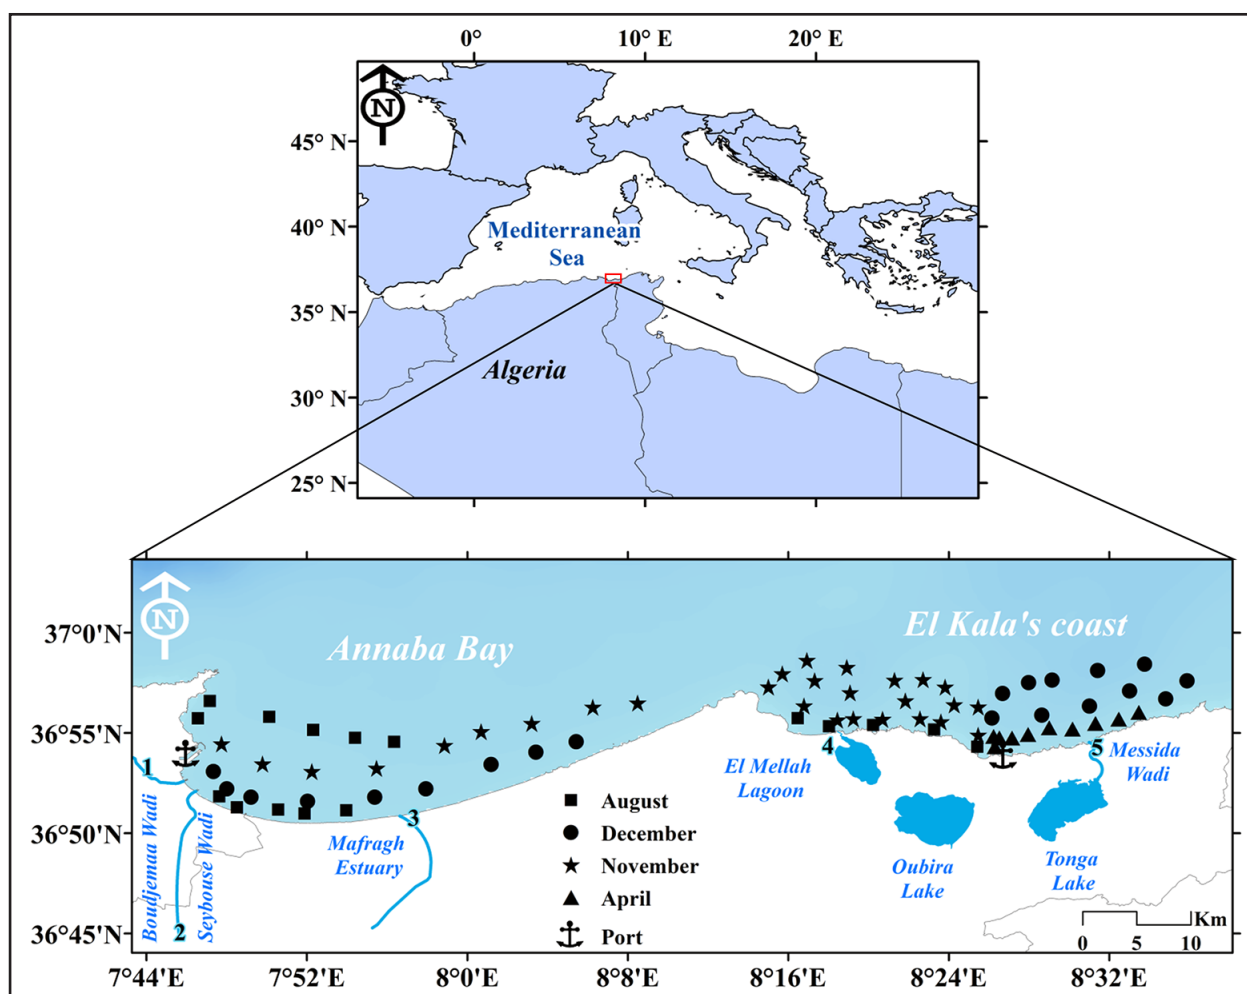 0° 10° E 20° E
N
45° N
40° N
35° N
30° N
25° N
Mediterranean
Sea
Algeria
N
Annaba Bay
El Kala's coast
37°0'N
36°55'N
36°50'N
36°45'N
1
2
3
4
5
Boudjemaa Wadi
Seybouse Wadi
Mafragh
Estuary
El Mellah
Lagoon
Oubira
Lake
Tonga
Lake
Messida
Wadi
August
December
November
April
Port
Km
0 5 10
7°44'E 7°52'E 8°0'E 8°8'E 8°16'E 8°24'E 8°32'E